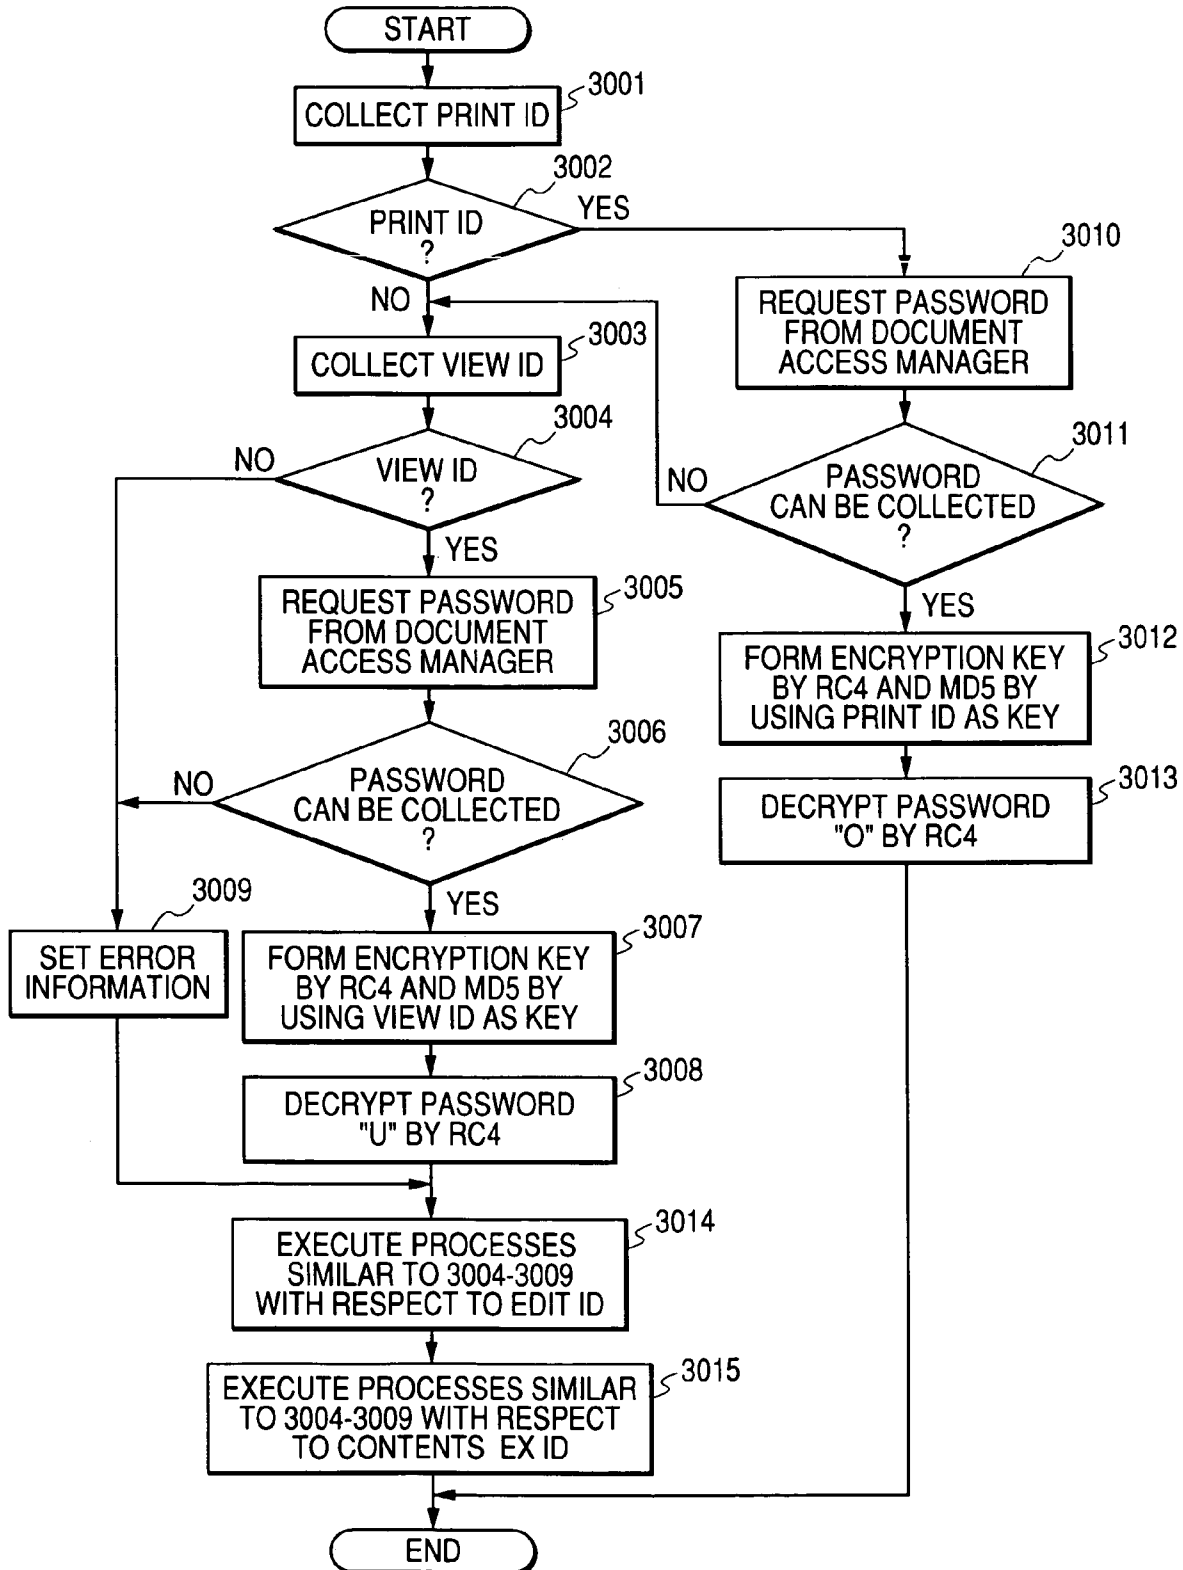 START
3001
COLLECT PRINT ID
3002
PRINT ID
?
YES
NO
3010
REQUEST PASSWORD
FROM DOCUMENT
ACCESS MANAGER
3003
COLLECT VIEW ID
3004
VIEW ID
?
NO
YES
3011
PASSWORD
CAN BE COLLECTED
?
NO
YES
3005
REQUEST PASSWORD
FROM DOCUMENT
ACCESS MANAGER
3012
FORM ENCRYPTION KEY
BY RC4 AND MD5 BY
USING PRINT ID AS KEY
3006
PASSWORD
CAN BE COLLECTED
?
NO
YES
3013
DECRYPT PASSWORD
"O" BY RC4
3009
SET ERROR
INFORMATION
3007
FORM ENCRYPTION KEY
BY RC4 AND MD5 BY
USING VIEW ID AS KEY
3008
DECRYPT PASSWORD
"U" BY RC4
3014
EXECUTE PROCESSES
SIMILAR TO 3004-3009
WITH RESPECT TO EDIT ID
3015
EXECUTE PROCESSES SIMILAR
TO 3004-3009 WITH RESPECT
TO CONTENTS EX ID
END